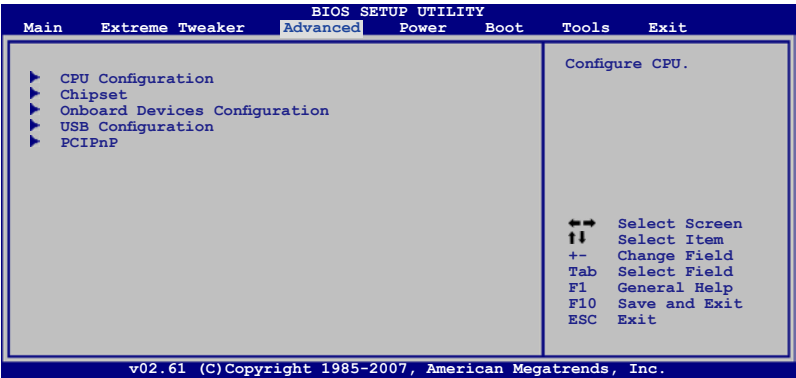 BIOS SETUP UTILITY
Main Extreme Tweaker Advanced Power Boot Tools Exit
CPU Configuration
Chipset
Onboard Devices Configuration
USB Configuration
PCIPnP
Configure CPU.
←→ Select Screen
↑↓ Select Item
+- Change Field
Tab Select Field
F1 General Help
F10 Save and Exit
ESC Exit
v02.61 (C)Copyright 1985-2007, American Megatrends, Inc.